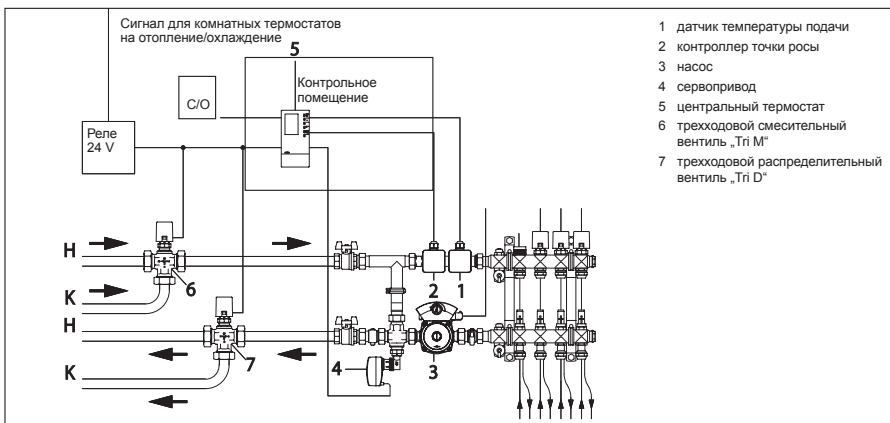 Сигнал для комнатных термостатов
на отопление/охлаждение
5
C/O
Контрольное
помещение
Реле
24 V
H
6
K
H
7
K
2
1
4
3
1 датчик температуры подачи
2 контроллер точки росы
3 насос
4 сервопривод
5 центральный термостат
6 трехходовой смесительный
вентиль „Tri M“
7 трехходовой распределительный
вентиль „Tri D“